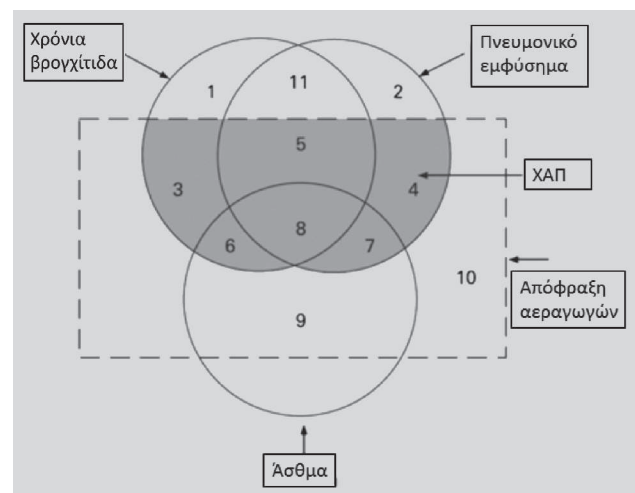 Χρόνια
βρογχίτιδα
Πνευμονικό
εμφύσημα
1
11
2
5
3
4
ΧΑΠ
6
8
7
10
Απόφραξη
αεραγωγών
9
Άσθμα